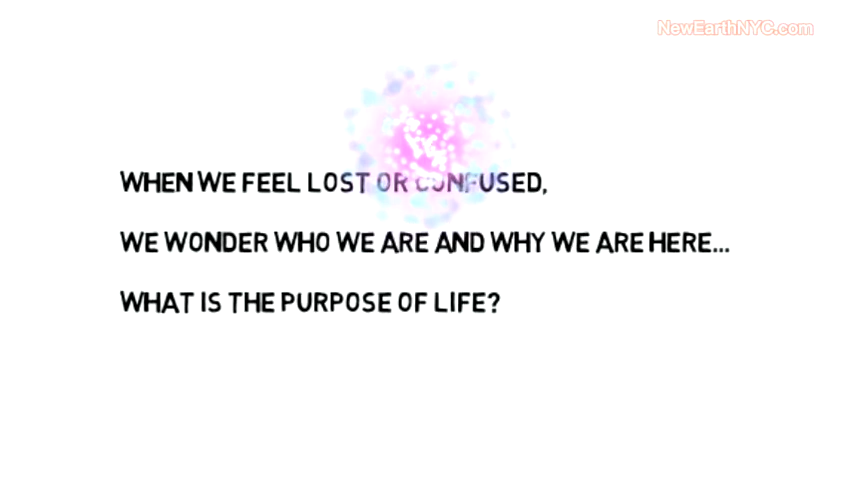 NewEarthNYC.com
WHEN WE FEEL LOST OR CONFUSED,
WE WONDER WHO WE ARE AND WHY WE ARE HERE...
WHAT IS THE PURPOSE OF LIFE?